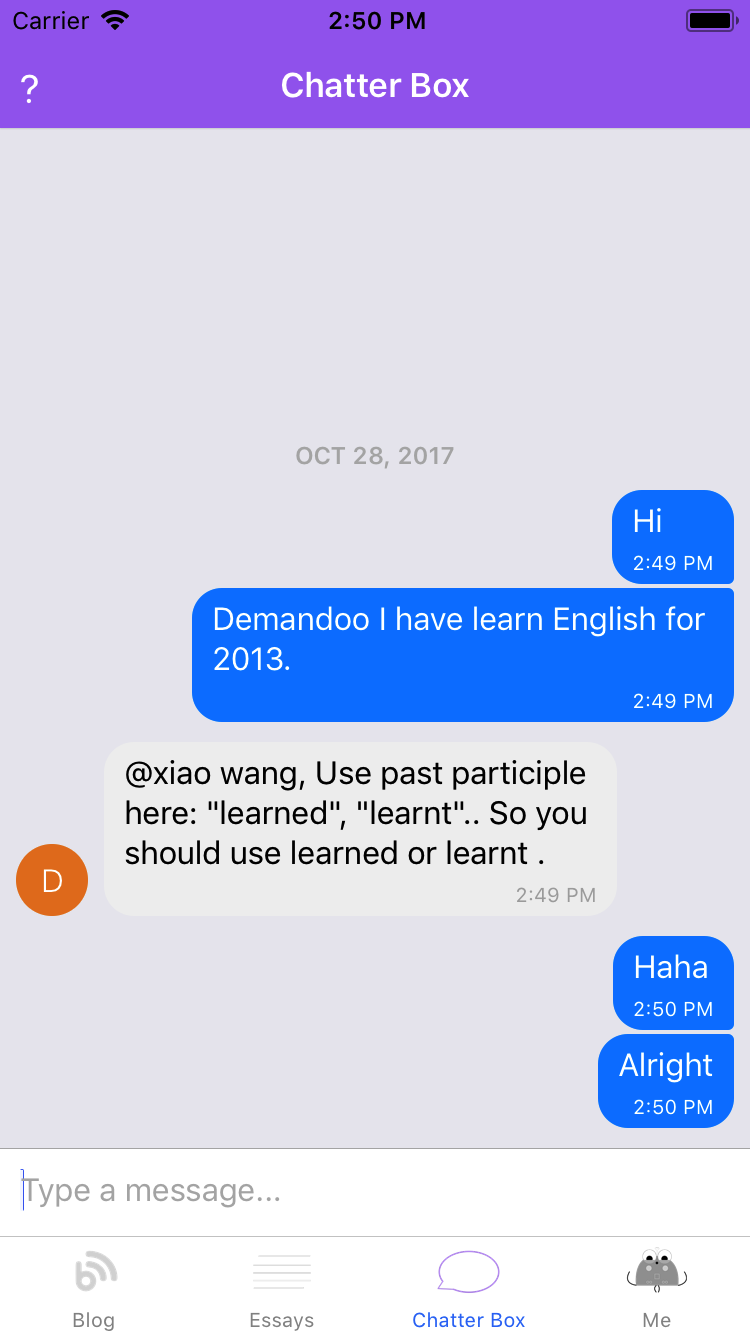 Carrier 2:50 PM
? Chatter Box
OCT 28, 2017
Hi
2:49 PM
Demandoo I have learn English for
2013.
2:49 PM
@xiao wang, Use past participle
here: "learned", "learnt".. So you
should use learned or learnt .
D
2:49 PM
Haha
2:50 PM
Alright
2:50 PM
Type a message...
Blog Essays Chatter Box Me